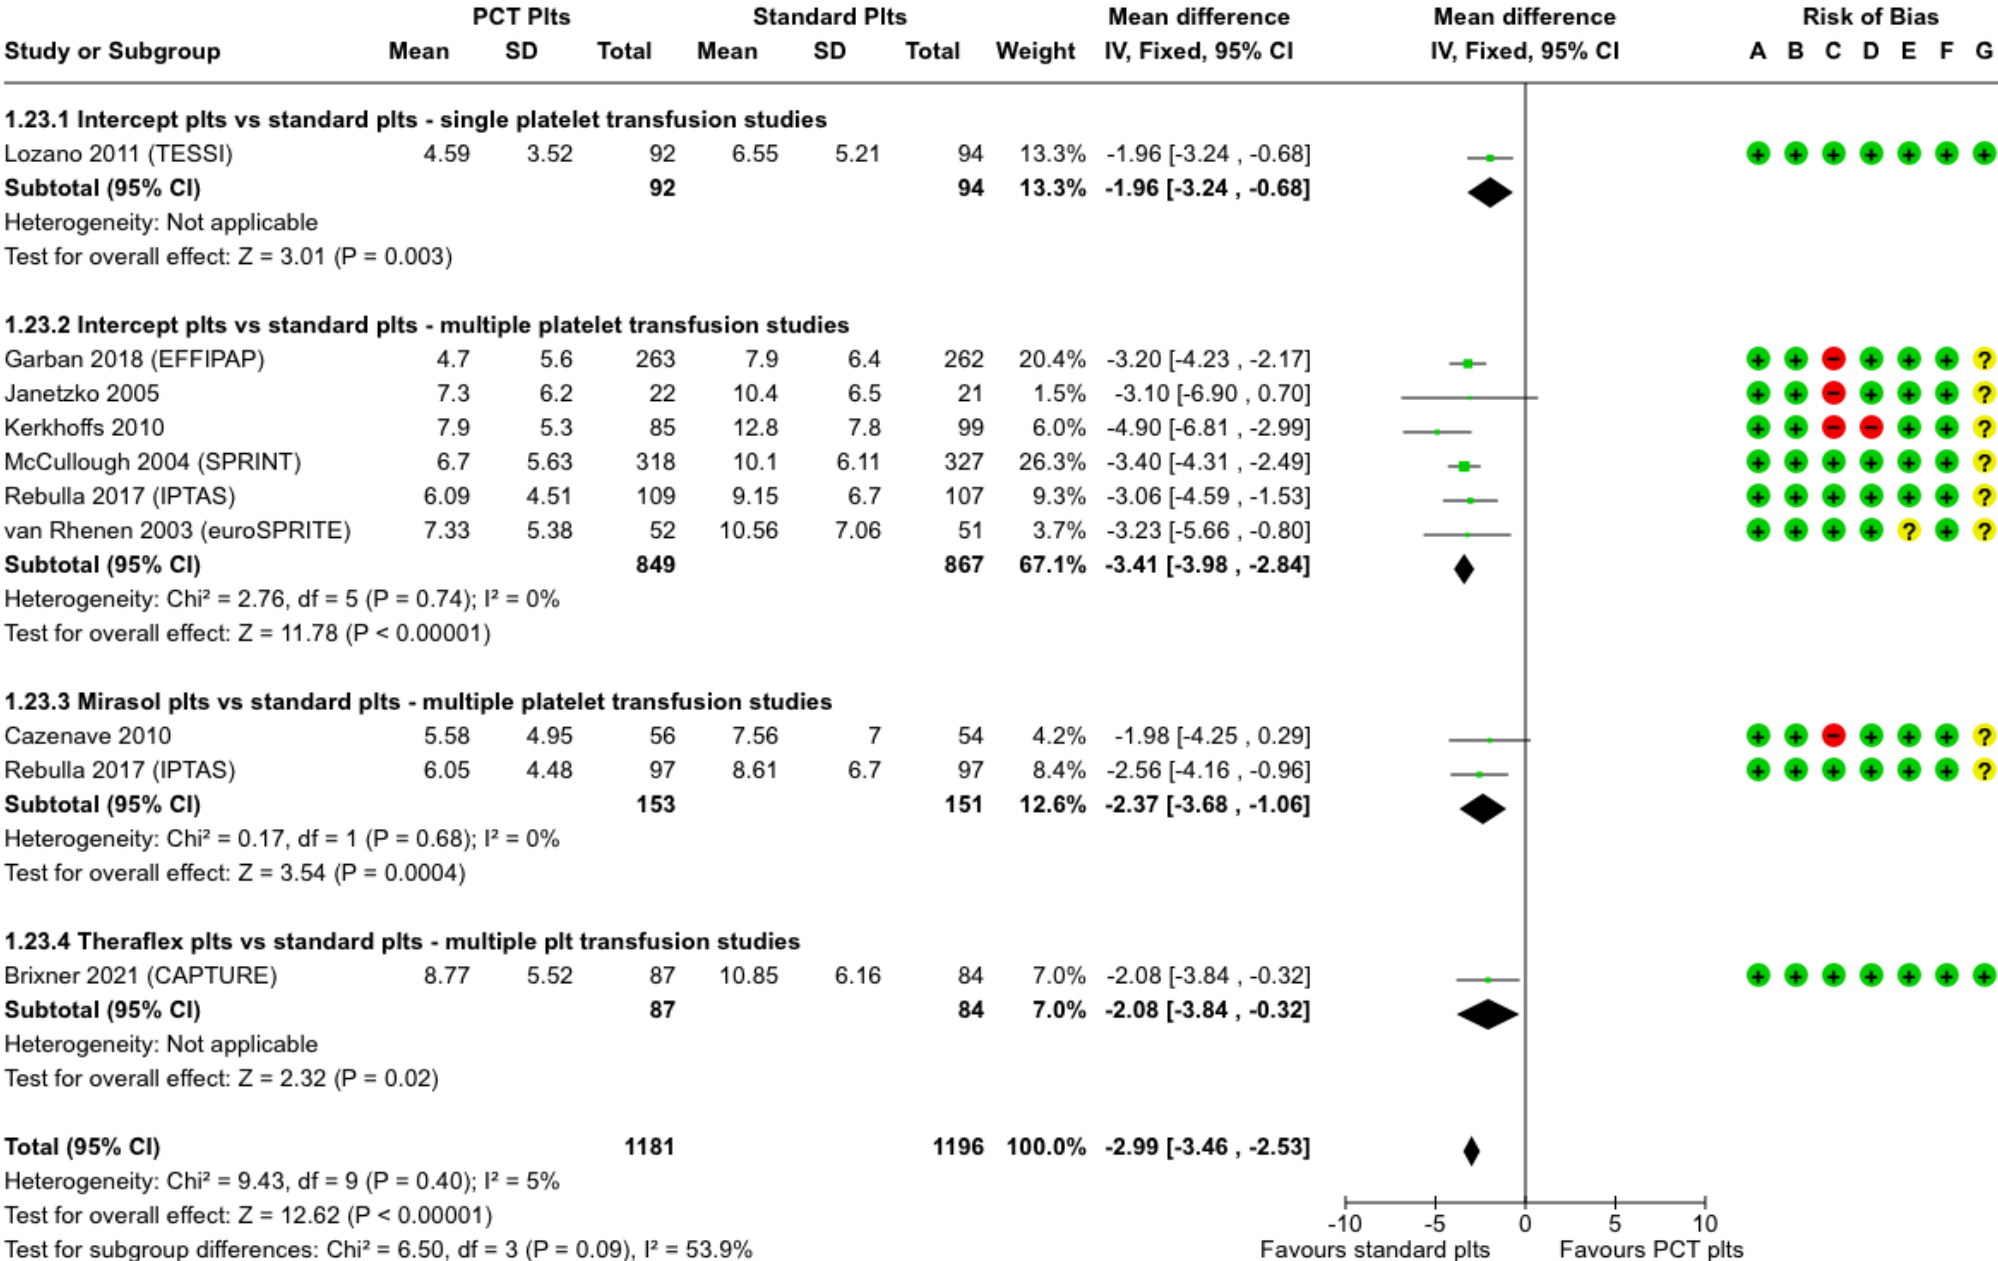 PCT Plts Standard Plts Mean difference Mean difference Risk of Bias
Study or Subgroup Mean SD Total Mean SD Total Weight IV, Fixed, 95% CI IV, Fixed, 95% CI A B C D E F G
1.23.1 Intercept plts vs standard plts - single platelet transfusion studies
Lozano 2011 (TESSI) 4.59 3.52 92 6.55 5.21 94 13.3% -1.96 [-3.24 , -0.68] + + + + + + +
Subtotal (95% CI) 92 94 13.3% -1.96 [-3.24 , -0.68]
Heterogeneity: Not applicable
Test for overall effect: Z = 3.01 (P = 0.003)
1.23.2 Intercept plts vs standard plts - multiple platelet transfusion studies
Garban 2018 (EFFIPAP) 4.7 5.6 263 7.9 6.4 262 20.4% -3.20 [-4.23 , -2.17] + + - + + + ?
Janetzko 2005 7.3 6.2 22 10.4 6.5 21 1.5% -3.10 [-6.90 , 0.70] + + - + + + ?
Kerkhoffs 2010 7.9 5.3 85 12.8 7.8 99 6.0% -4.90 [-6.81 , -2.99] + + - - + + ?
McCullough 2004 (SPRINT) 6.7 5.63 318 10.1 6.11 327 26.3% -3.40 [-4.31 , -2.49] + + + + + + ?
Rebulla 2017 (IPTAS) 6.09 4.51 109 9.15 6.7 107 9.3% -3.06 [-4.59 , -1.53] + + + + + + ?
van Rhenen 2003 (euroSPRITE) 7.33 5.38 52 10.56 7.06 51 3.7% -3.23 [-5.66 , -0.80] + + + + ? + ?
Subtotal (95% CI) 849 867 67.1% -3.41 [-3.98 , -2.84]
Heterogeneity: Chi² = 2.76, df = 5 (P = 0.74); I² = 0%
Test for overall effect: Z = 11.78 (P < 0.00001)
1.23.3 Mirasol plts vs standard plts - multiple platelet transfusion studies
Cazenave 2010 5.58 4.95 56 7.56 7 54 4.2% -1.98 [-4.25 , 0.29] + + - + + + ?
Rebulla 2017 (IPTAS) 6.05 4.48 97 8.61 6.7 97 8.4% -2.56 [-4.16 , -0.96] + + + + + + ?
Subtotal (95% CI) 153 151 12.6% -2.37 [-3.68 , -1.06]
Heterogeneity: Chi² = 0.17, df = 1 (P = 0.68); I² = 0%
Test for overall effect: Z = 3.54 (P = 0.0004)
1.23.4 Theraflex plts vs standard plts - multiple plt transfusion studies
Brixner 2021 (CAPTURE) 8.77 5.52 87 10.85 6.16 84 7.0% -2.08 [-3.84 , -0.32] + + + + + + +
Subtotal (95% CI) 87 84 7.0% -2.08 [-3.84 , -0.32]
Heterogeneity: Not applicable
Test for overall effect: Z = 2.32 (P = 0.02)
Total (95% CI) 1181 1196 100.0% -2.99 [-3.46 , -2.53]
Heterogeneity: Chi² = 9.43, df = 9 (P = 0.40); I² = 5%
Test for overall effect: Z = 12.62 (P < 0.00001)
-10 -5 0 5 10
Test for subgroup differences: Chi² = 6.50, df = 3 (P = 0.09), I² = 53.9% Favours standard plts Favours PCT plts